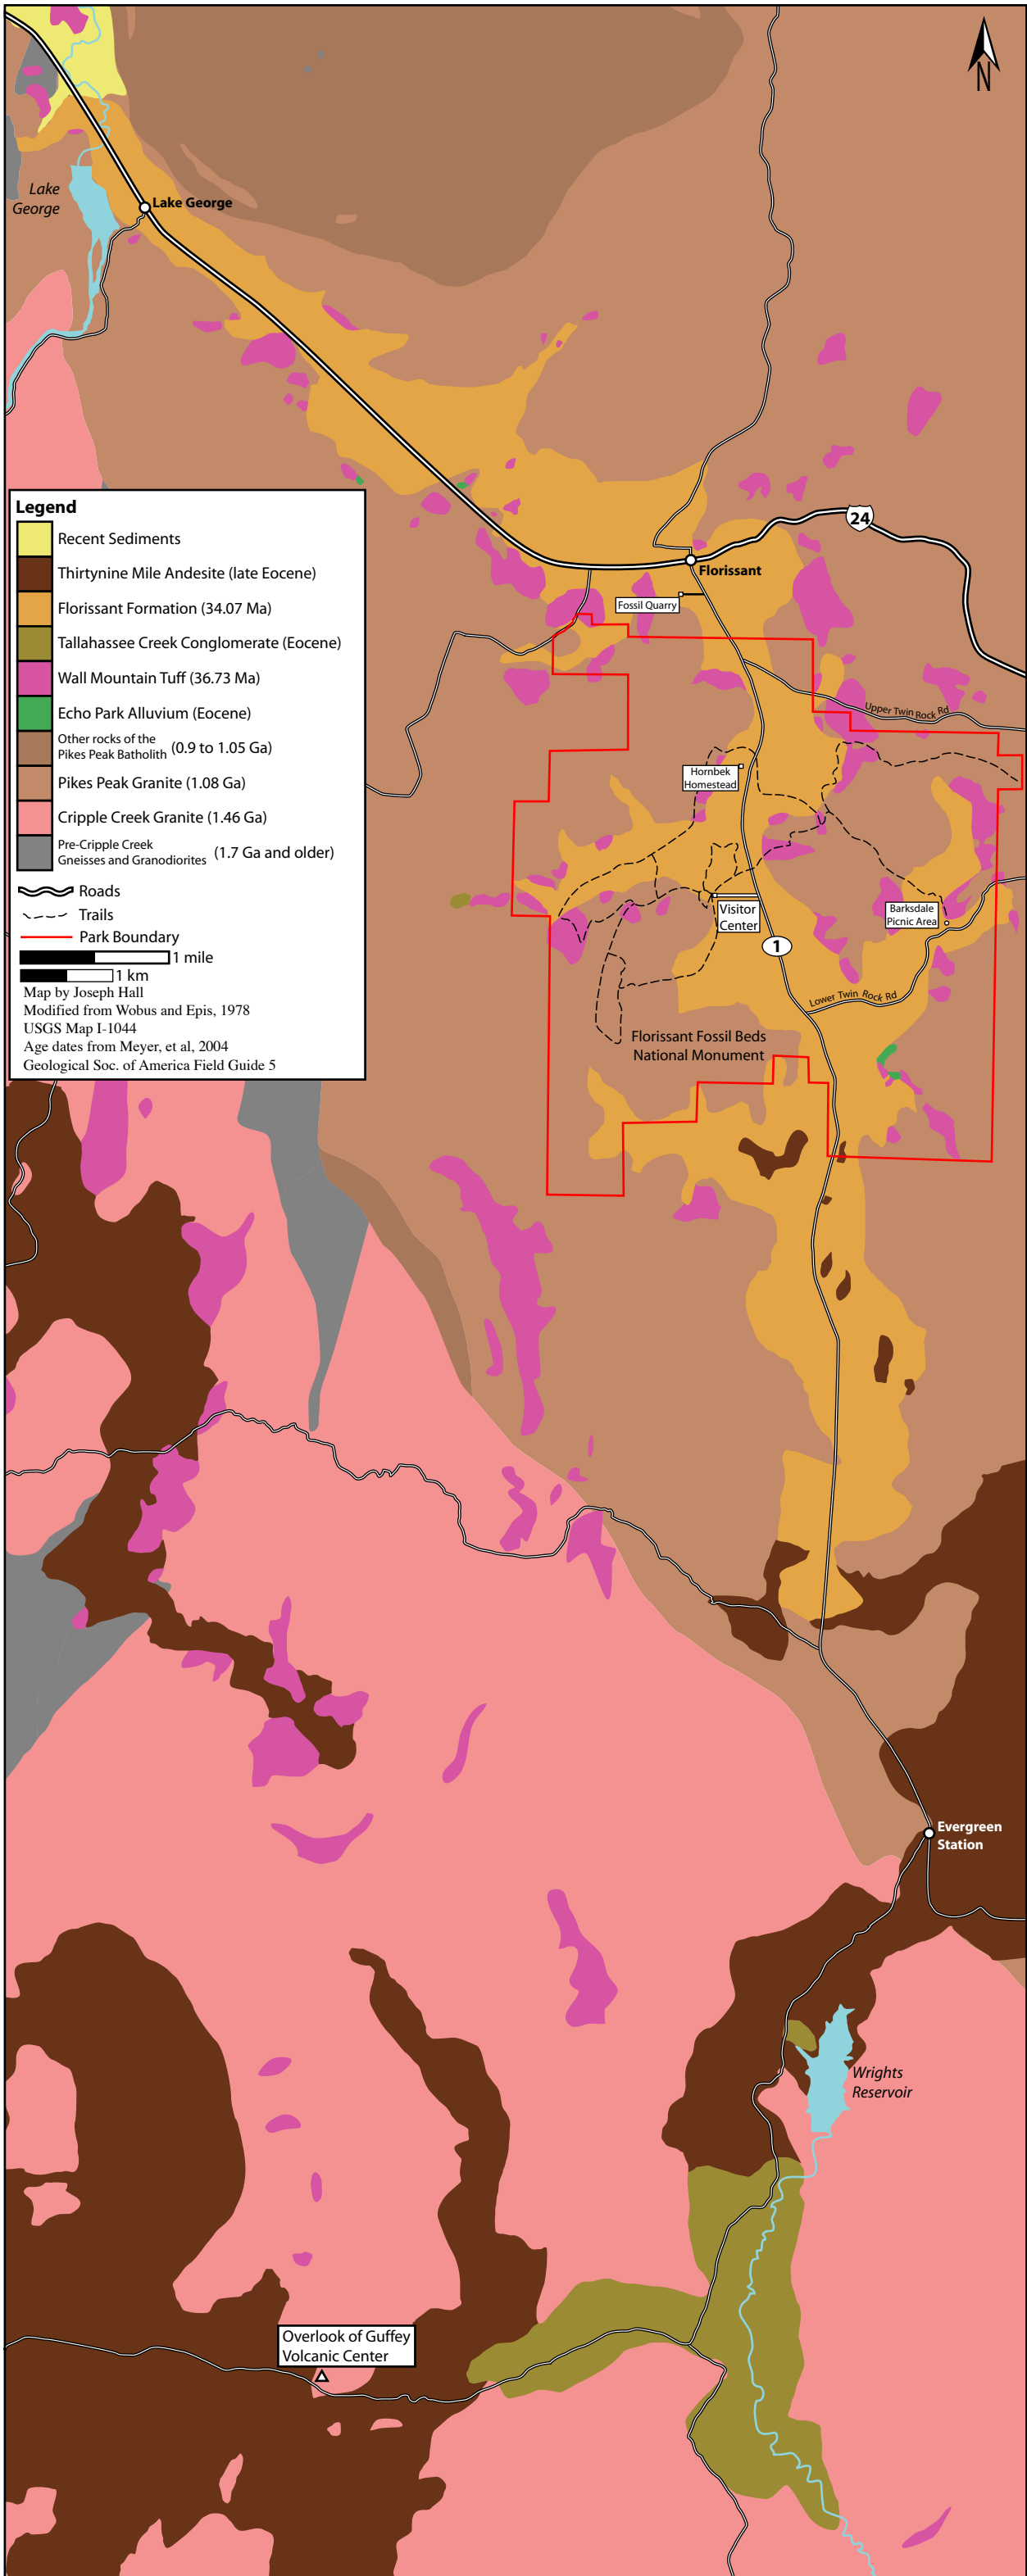 N
Lake
George
Lake George
24
Florissant
Fossil Quarry
Upper Twin Rock Rd
Hornbek
Homestead
Visitor
Center
Barksdale
Picnic Area
1
Lower Twin Rock Rd
Florissant Fossil Beds
National Monument
Legend
Recent Sediments
Thirtynine Mile Andesite (late Eocene)
Florissant Formation (34.07 Ma)
Tallahassee Creek Conglomerate (Eocene)
Wall Mountain Tuff (36.73 Ma)
Echo Park Alluvium (Eocene)
Other rocks of the
Pikes Peak Batholith (0.9 to 1.05 Ga)
Pikes Peak Granite (1.08 Ga)
Cripple Creek Granite (1.46 Ga)
Pre-Cripple Creek
Gneisses and Granodiorites (1.7 Ga and older)
Roads
Trails
Park Boundary
1 mile
1 km
Map by Joseph Hall
Modified from Wobus and Epis, 1978
USGS Map I-1044
Age dates from Meyer, et al, 2004
Geological Soc. of America Field Guide 5
Evergreen
Station
Wrights
Reservoir
Overlook of Guffey
Volcanic Center